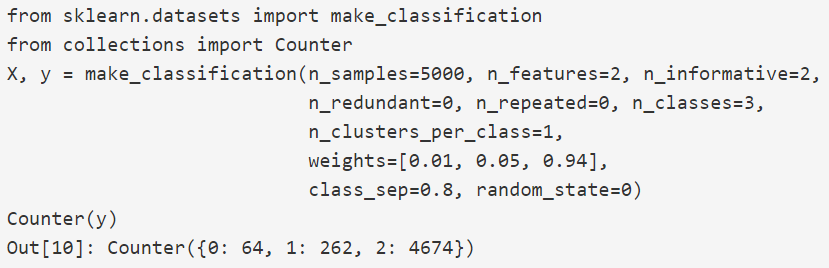 from sklearn.datasets import make_classification
from collections import Counter
X, y = make_classification(n_samples=5000, n_features=2, n_informative=2,
                           n_redundant=0, n_repeated=0, n_classes=3,
                           n_clusters_per_class=1,
                           weights=[0.01, 0.05, 0.94],
                           class_sep=0.8, random_state=0)
Counter(y)
Out[10]: Counter({0: 64, 1: 262, 2: 4674})